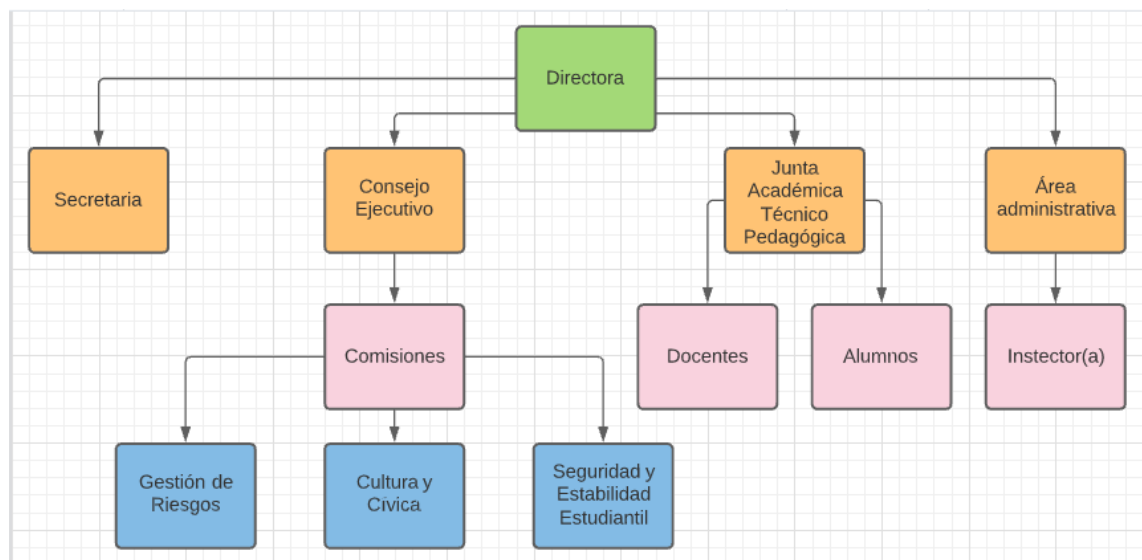 Directora
Secretaria
Consejo
Ejecutivo
Junta
Académica
Técnico
Pedagógica
Área
administrativa
Comisiones
Docentes
Alumnos
Instector(a)
Gestión de
Riesgos
Cultura y
Cívica
Seguridad y
Estabilidad
Estudiantil